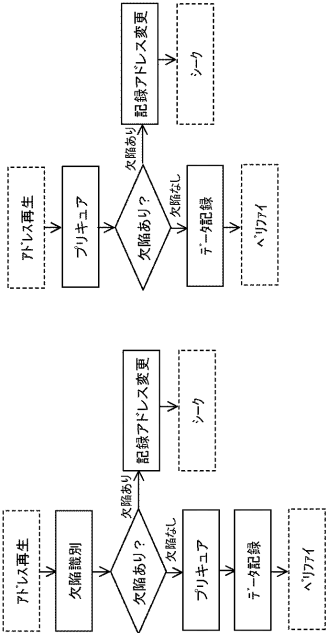 アドレス再生
プリキュア
欠陥あり?
欠陥あり
記録アドレス変更
シーク
欠陥なし
データ記録
ベリファイ
アドレス再生
欠陥識別
欠陥あり?
欠陥あり
記録アドレス変更
シーク
欠陥なし
プリキュア
データ記録
ベリファイ